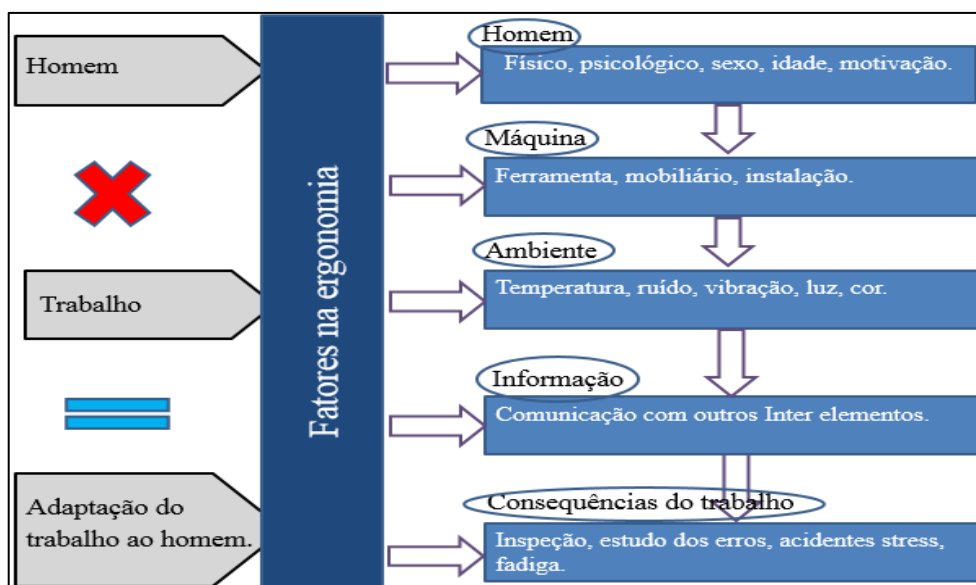 Homem
Trabalho
Adaptação do
trabalho ao homem.
Fatores na ergonomia
Homem
Físico, psicológico, sexo, idade, motivação.
Máquina
Ferramenta, mobiliário, instalação.
Ambiente
Temperatura, ruído, vibração, luz, cor.
Informação
Comunicação com outros Inter elementos.
Consequências do trabalho
Inspeção, estudo dos erros, acidentes stress,
fadiga.